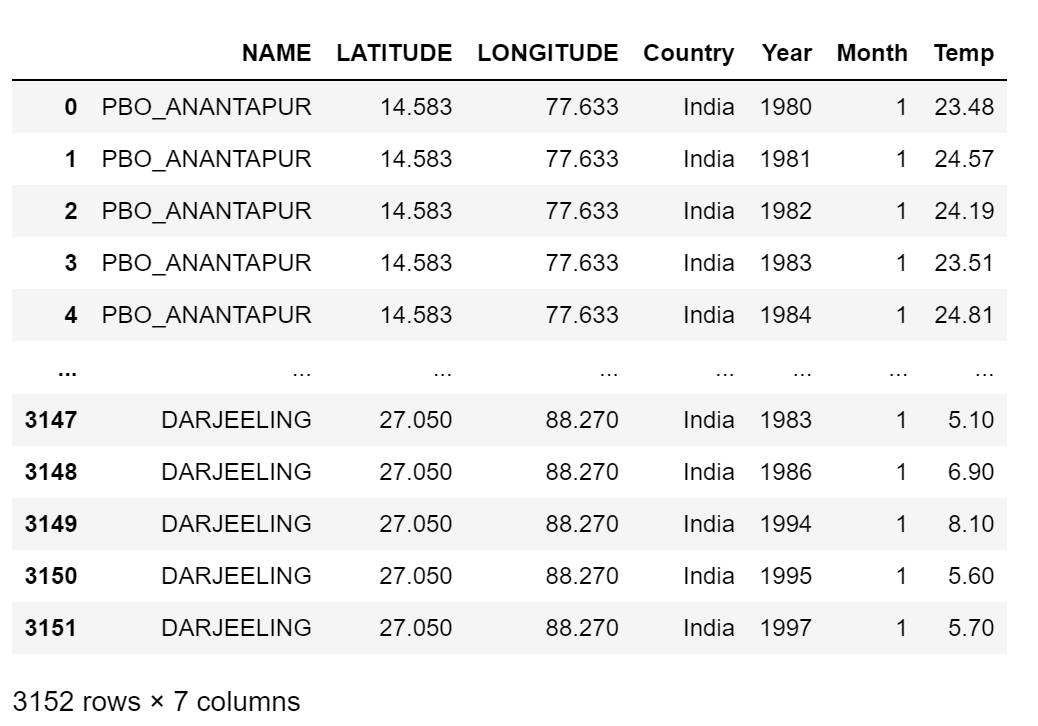 NAME LATITUDE LONGITUDE Country Year Month Temp
0 PBO_ANANTAPUR 14.583 77.633 India 1980 1 23.48
1 PBO_ANANTAPUR 14.583 77.633 India 1981 1 24.57
2 PBO_ANANTAPUR 14.583 77.633 India 1982 1 24.19
3 PBO_ANANTAPUR 14.583 77.633 India 1983 1 23.51
4 PBO_ANANTAPUR 14.583 77.633 India 1984 1 24.81
... ... ... ... ... ... ... ...
3147 DARJEELING 27.050 88.270 India 1983 1 5.10
3148 DARJEELING 27.050 88.270 India 1986 1 6.90
3149 DARJEELING 27.050 88.270 India 1994 1 8.10
3150 DARJEELING 27.050 88.270 India 1995 1 5.60
3151 DARJEELING 27.050 88.270 India 1997 1 5.70
3152 rows × 7 columns